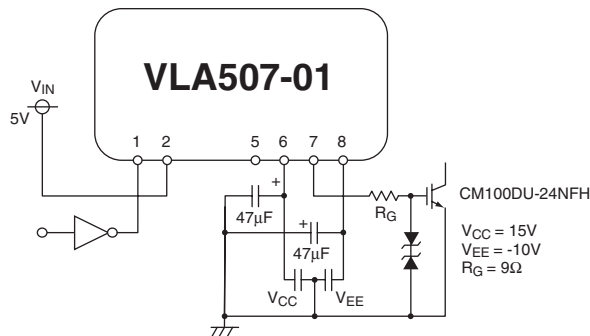 VLA507-01
VIN
5V
1 2 5 6 7 8
+
47μF
+
47μF
RG
VCC
VEE
CM100DU-24NFH
VCC = 15V
VEE = -10V
RG = 9Ω